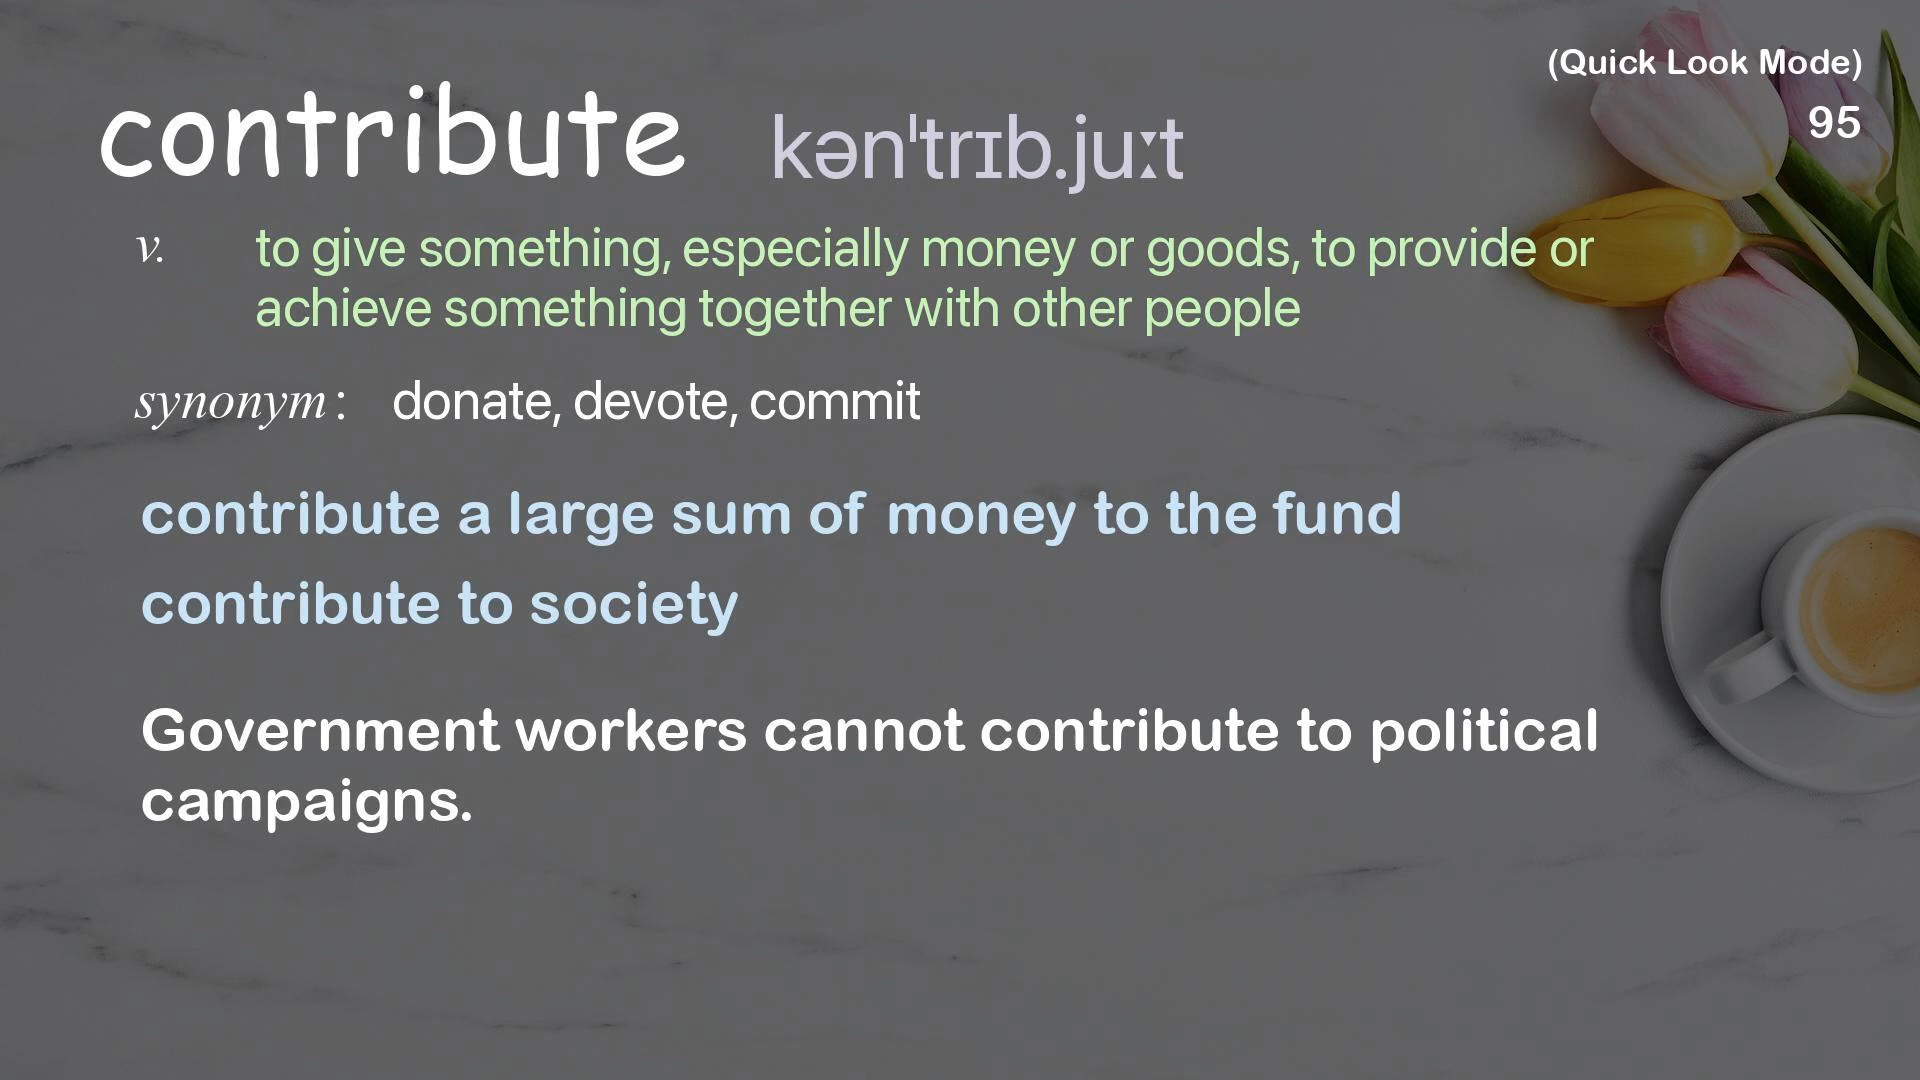 (Quick Look Mode)
95
contribute kən'trɪb.juːt
v. to give something, especially money or goods, to provide or
achieve something together with other people
synonym : donate, devote, commit
contribute a large sum of money to the fund
contribute to society
Government workers cannot contribute to political
campaigns.